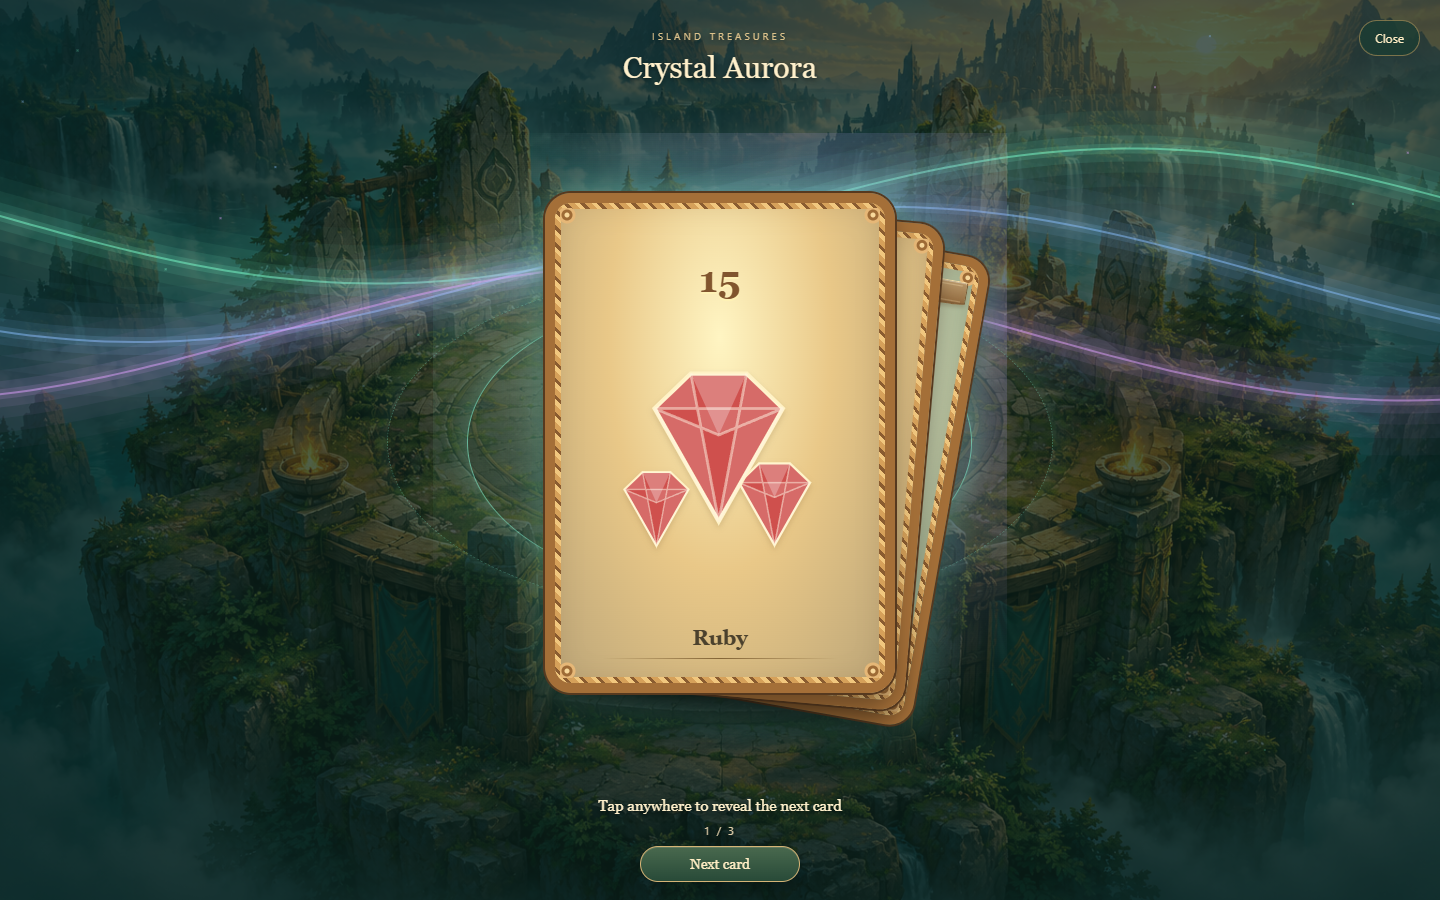 ISLAND TREASURES
Crystal Aurora
Close
15
Ruby
Tap anywhere to reveal the next card
1 / 3
Next card